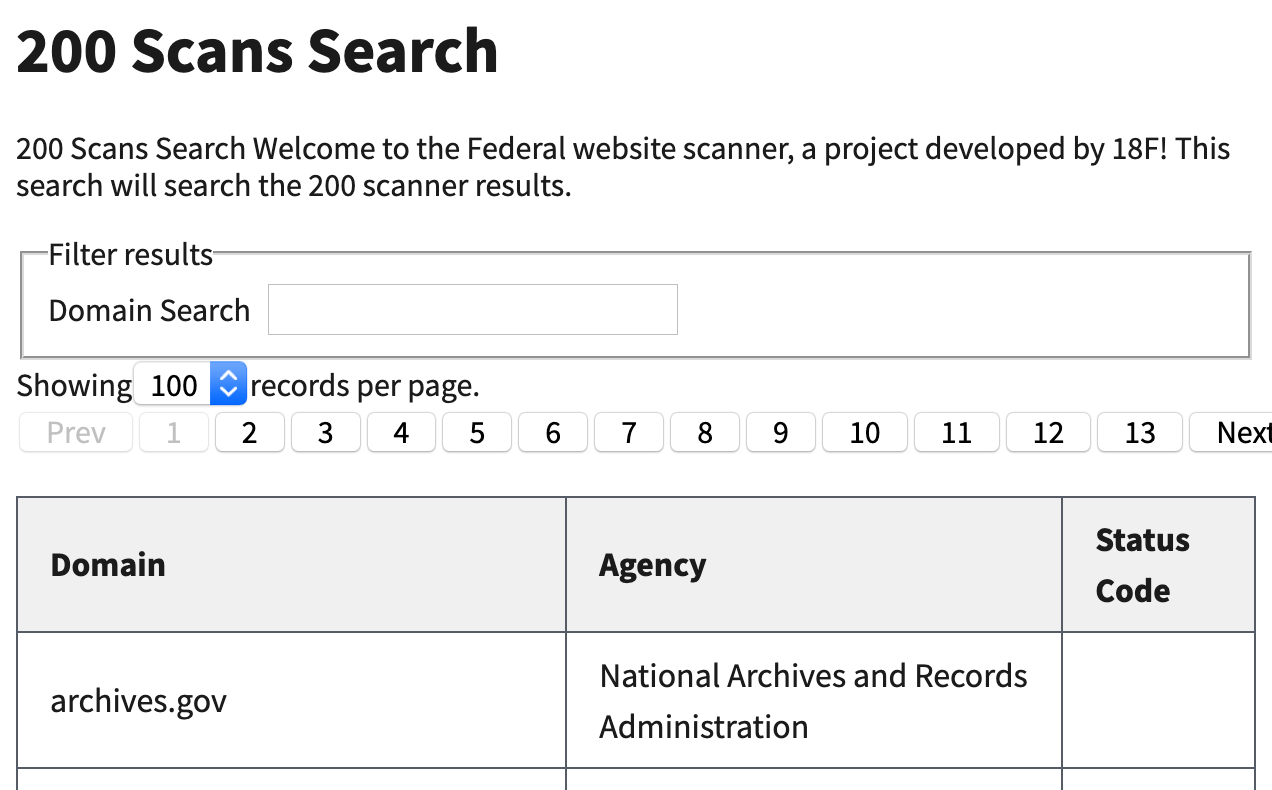 200 Scans Search
200 Scans Search Welcome to the Federal website scanner, a project developed by 18F! This
search will search the 200 scanner results.
Filter results
Domain Search
Showing 100 records per page.
Prev 1 2 3 4 5 6 7 8 9 10 11 12 13 Next
Domain Agency Status Code
archives.gov National Archives and Records Administration